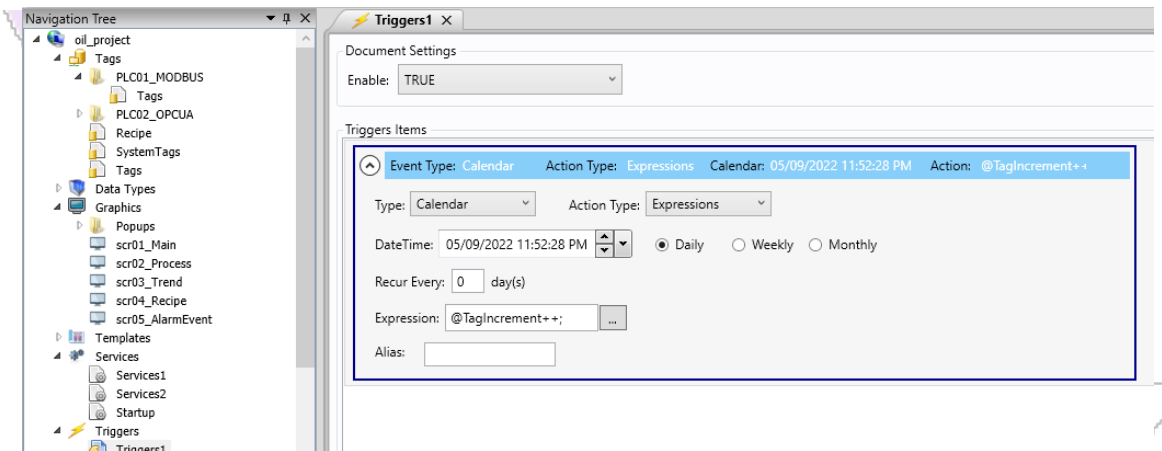 Navigation Tree
oil_project
Tags
PLC01_MODBUS
Tags
PLC02_OPCUA
Recipe
SystemTags
Tags
Data Types
Graphics
Popups
scr01_Main
scr02_Process
scr03_Trend
scr04_Recipe
scr05_AlarmEvent
Templates
Services
Services1
Services2
Startup
Triggers
Triggers1
Triggers1
Document Settings
Enable: TRUE
Triggers Items
Event Type: Calendar Action Type: Expressions Calendar: 05/09/2022 11:52:28 PM Action: @TagIncrement++
Type: Calendar Action Type: Expressions
DateTime: 05/09/2022 11:52:28 PM Daily Weekly Monthly
Recur Every: 0 day(s)
Expression: @TagIncrement++; ...
Alias: